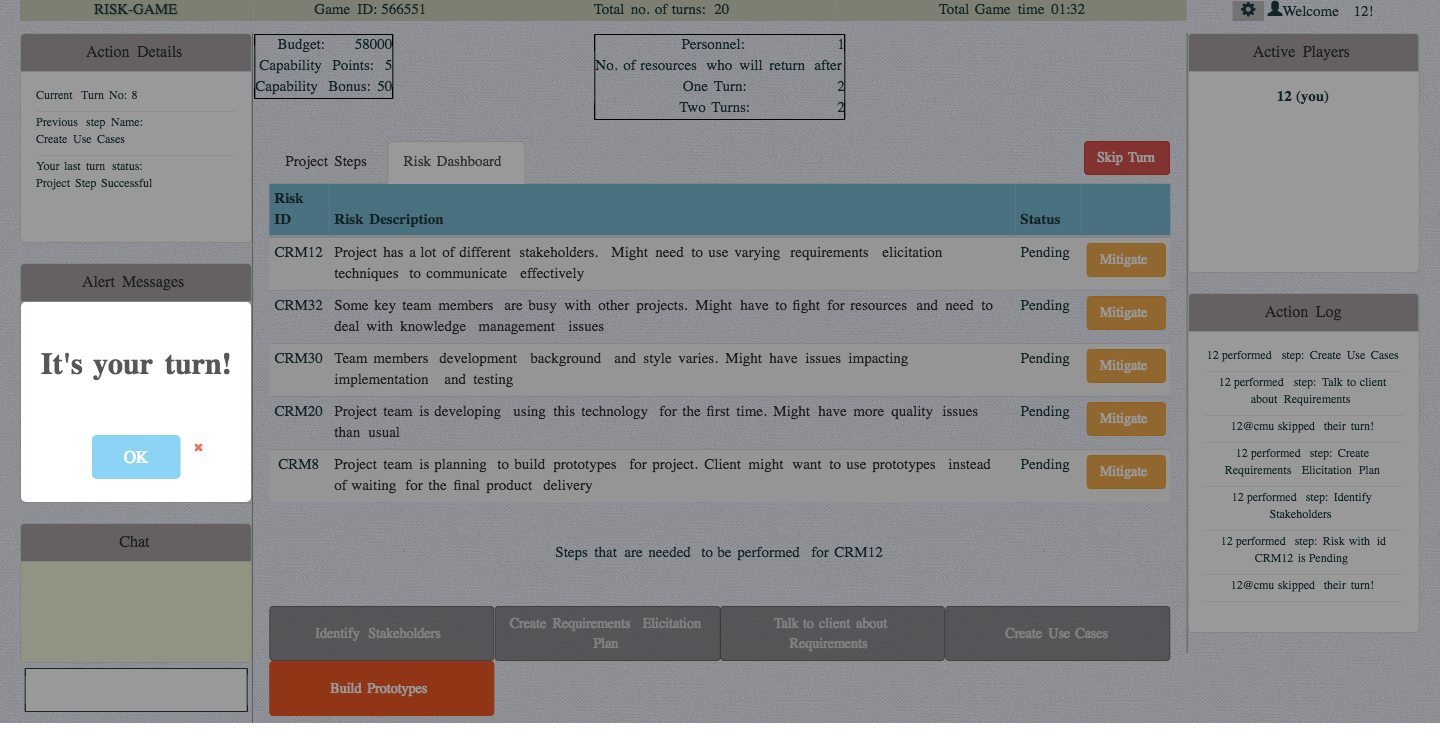 RISK-GAME
Game ID: 566551
Total no. of turns: 20
Total Game time 01:32
Welcome 12!
Action Details
Current Turn No: 8
Previous step Name:
Create Use Cases
Your last turn status:
Project Step Successful
Alert Messages
It's your turn!
OK
Chat
Budget: 58000
Capability Points: 5
Capability Bonus: 50
Personnel: 1
No. of resources who will return after
One Turn: 2
Two Turns: 2
Project Steps
Risk Dashboard
Skip Turn
Risk
ID
Risk Description
Status
CRM12
Project has a lot of different stakeholders. Might need to use varying requirements elicitation
techniques to communicate effectively
Pending
Mitigate
CRM32
Some key team members are busy with other projects. Might have to fight for resources and need to
deal with knowledge management issues
Pending
Mitigate
CRM30
Team members development background and style varies. Might have issues impacting
implementation and testing
Pending
Mitigate
CRM20
Project team is developing using this technology for the first time. Might have more quality issues
than usual
Pending
Mitigate
CRM8
Project team is planning to build prototypes for project. Client might want to use prototypes instead
of waiting for the final product delivery
Pending
Mitigate
Steps that are needed to be performed for CRM12
Identify Stakeholders
Create Requirements Elicitation
Plan
Talk to client about
Requirements
Create Use Cases
Build Prototypes
Active Players
12 (you)
Action Log
12 performed step: Create Use Cases
12 performed step: Talk to client
about Requirements
12@cmu skipped their turn!
12 performed step: Create
Requirements Elicitation Plan
12 performed step: Identify
Stakeholders
12 performed step: Risk with id
CRM12 is Pending
12@cmu skipped their turn!